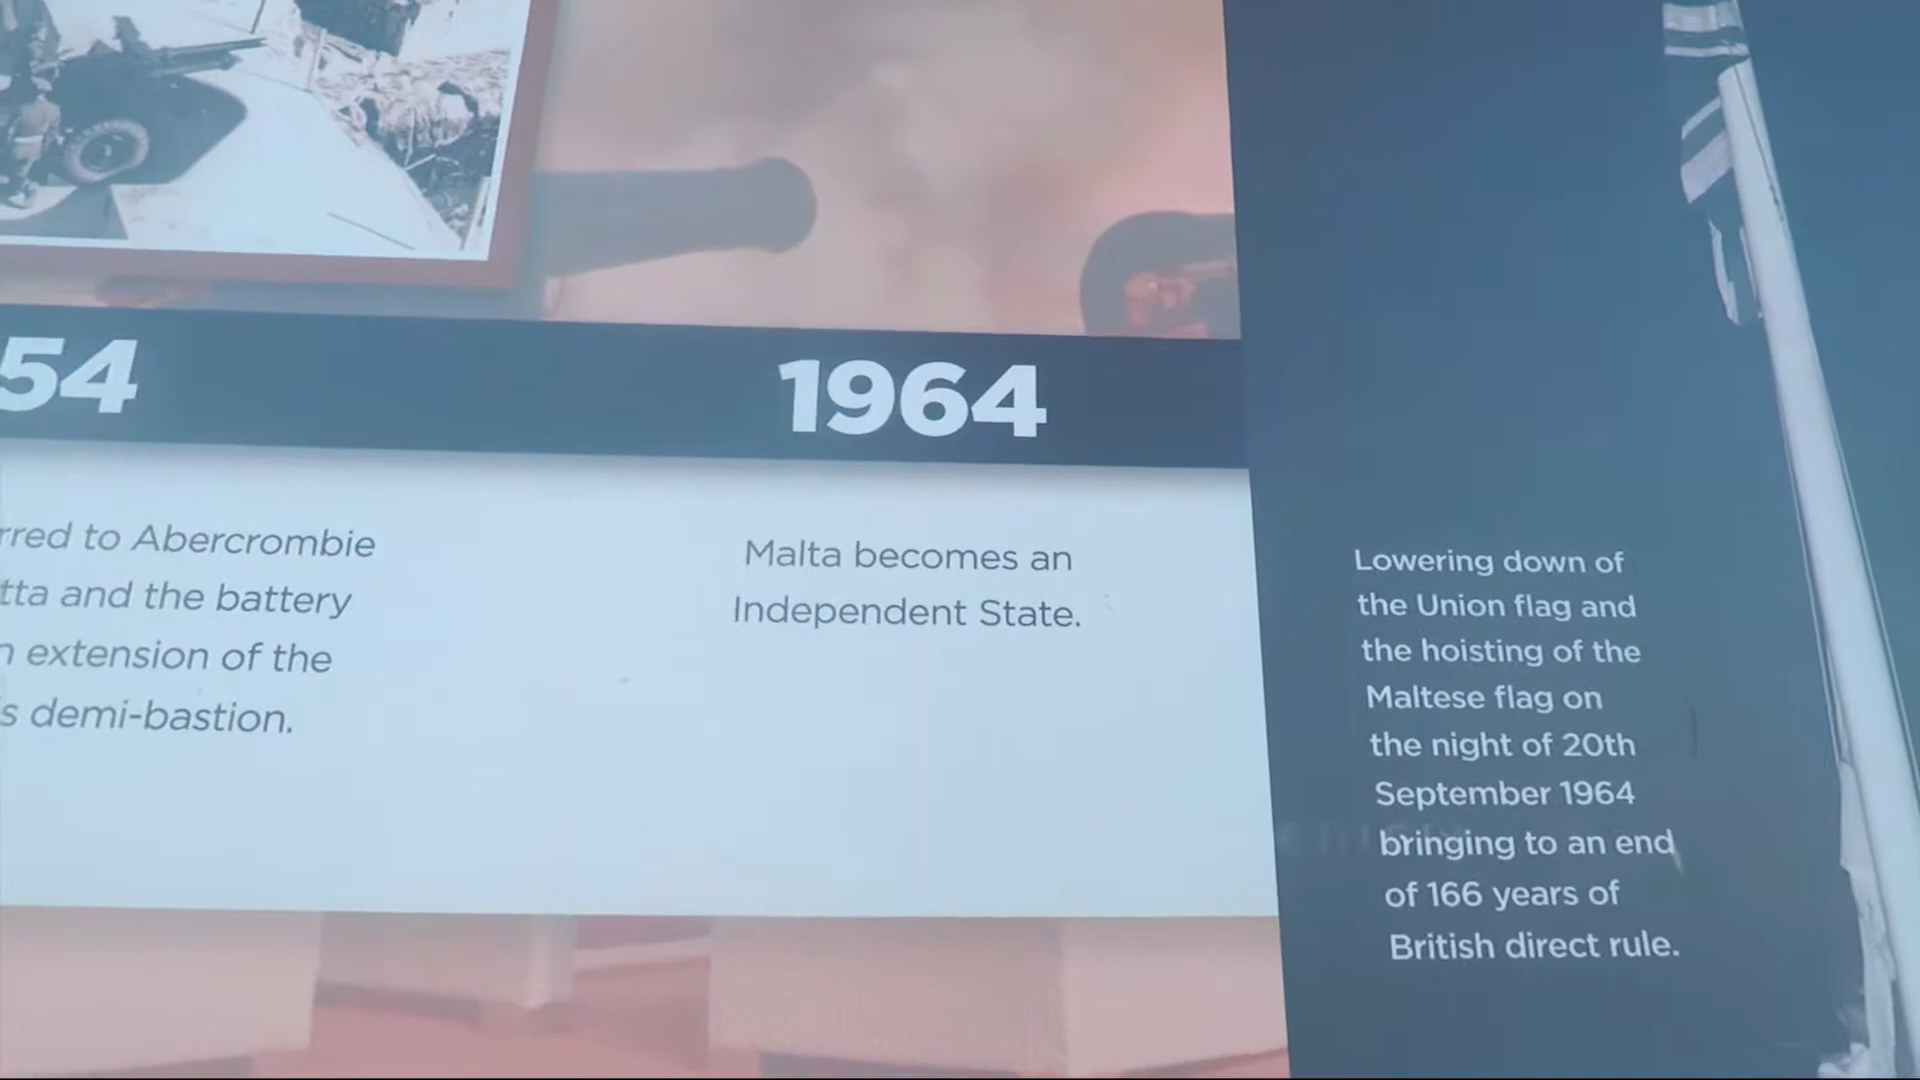 54
1964
rred to Abercrombie
tta and the battery
n extension of the
s demi-bastion.
Malta becomes an
Independent State.
Lowering down of
the Union flag and
the hoisting of the
Maltese flag on
the night of 20th
September 1964
bringing to an end
of 166 years of
British direct rule.